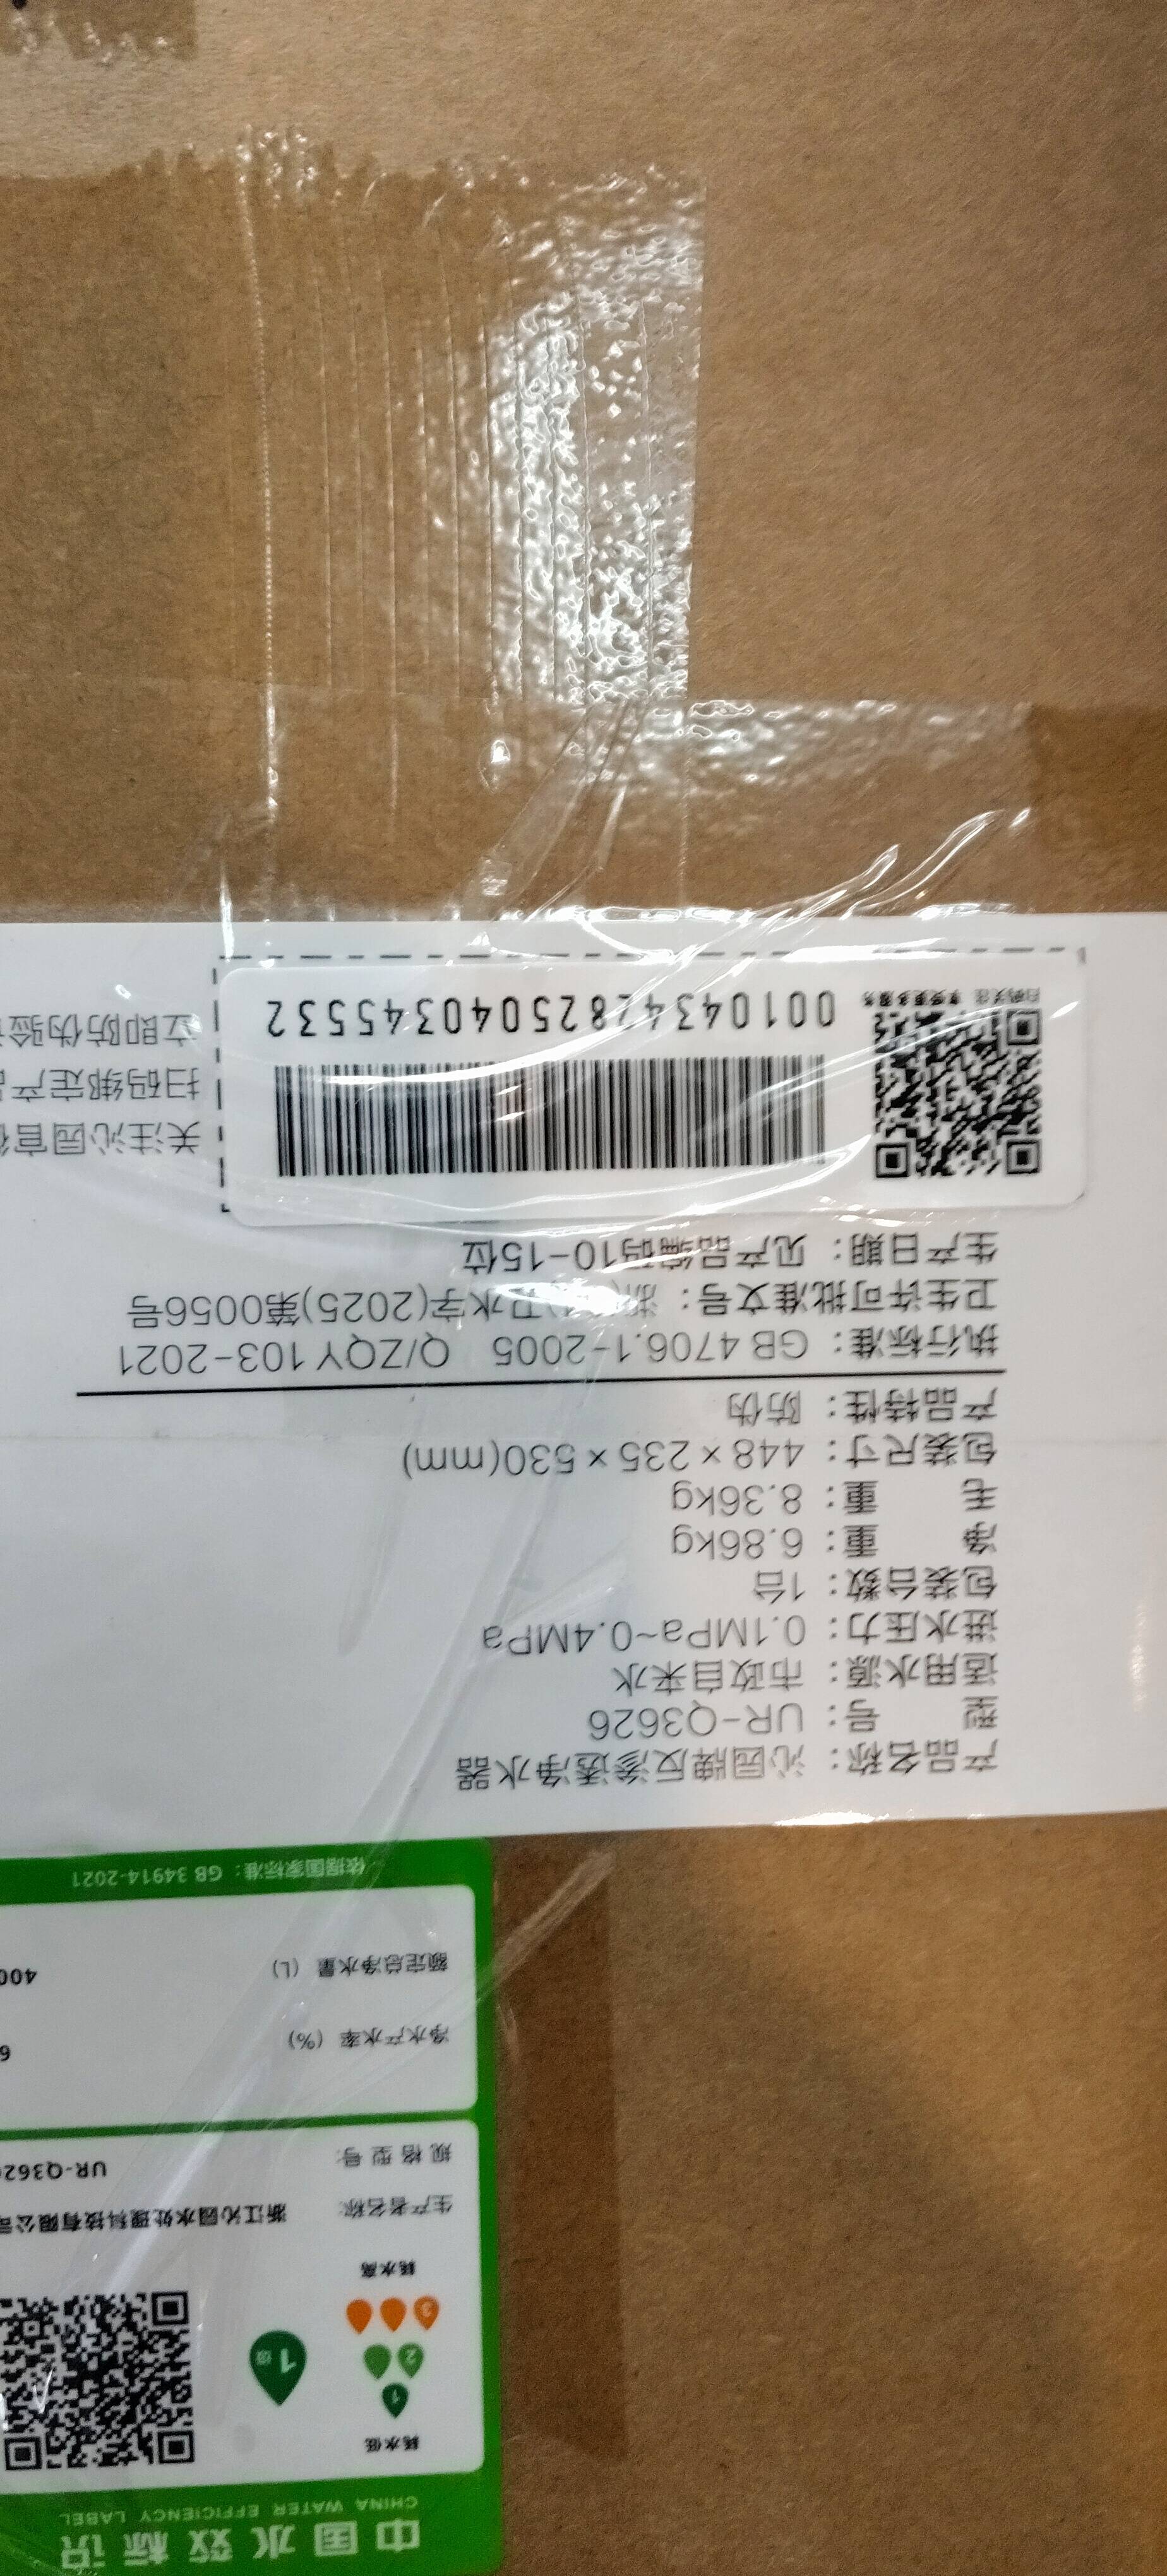 中国水效标识
CHINA WATER EFFICIENCY LABEL
耗水低
1
2
3
耗水高
1级
生产者名称:
浙江沁园水处理科技有限公司
规格型号:
UR-Q362
净水产水率 (%)
6
额定总净水量 (L)
400
依据国家标准：GB 34914-2021
产品名称：沁园牌反渗透净水器
型 号：UR-Q3626
适用水源：市政自来水
进水压力：0.1MPa~0.4MPa
包装台数：1台
净 重：6.86kg
毛 重：8.36kg
包装尺寸：448×235×530(mm)
产品特性：防伪
执行标准：GB 4706.1-2005 Q/ZQY 103-2021
卫生许可批准文号：卫水字(2025)第0056号
生产日期：见产品编码10-15位
关注沁园官
扫码绑定产
立即防伪验